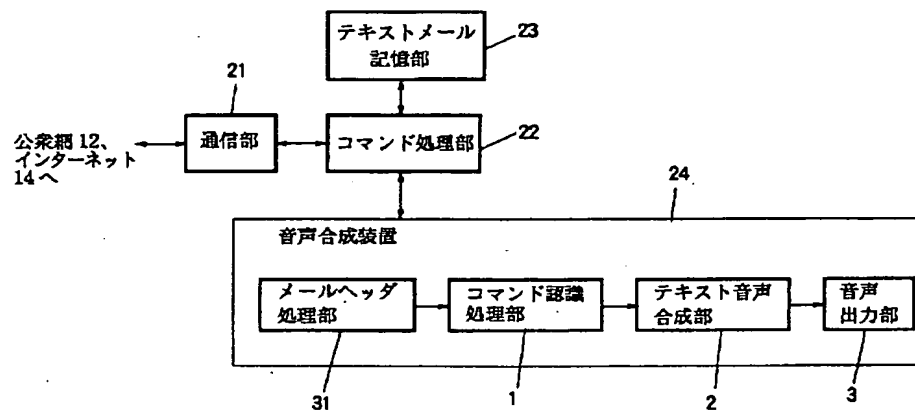 テキストメール
記憶部
23
21
通信部
コマンド処理部
22
公衆網 12、
インターネット
14 へ
24
音声合成装置
メールヘッダ
処理部
コマンド認識
処理部
テキスト音声
合成部
音声
出力部
31
1
2
3